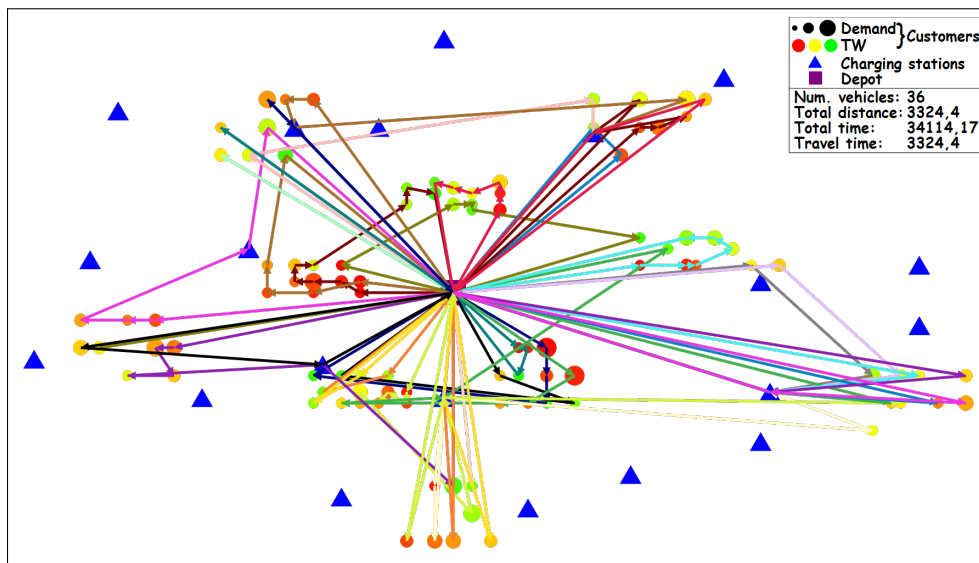 Demand
TW
Customers
Charging stations
Depot
Num. vehicles: 36
Total distance: 3324,4
Total time: 34114,17
Travel time: 3324,4